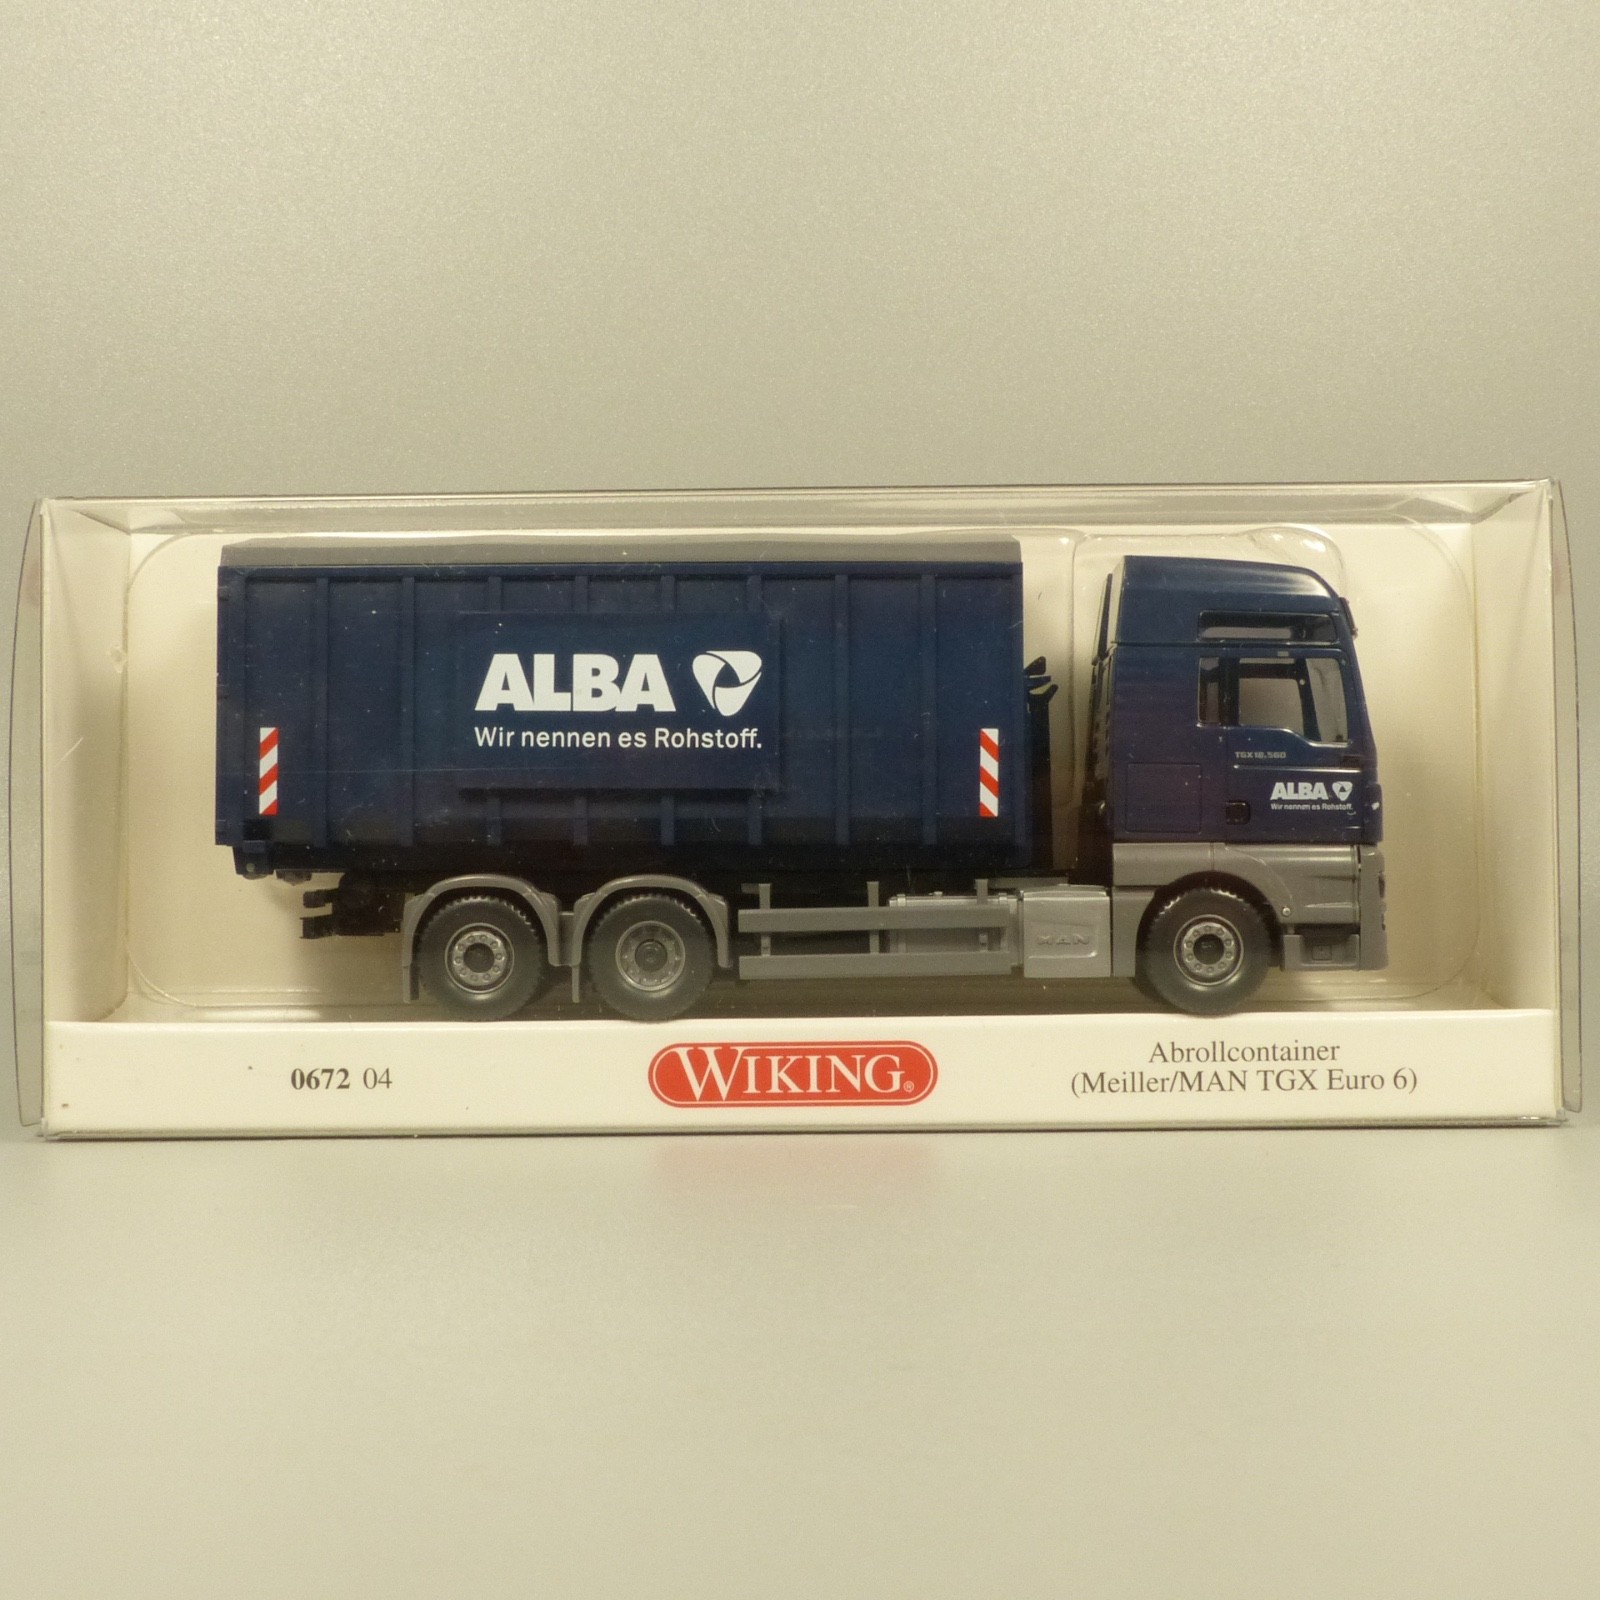 ALBA
Wir nennen es Rohstoff.
TGX 18.560
ALBA
Wir nennen es Rohstoff.
MAN
0672 04
WIKING®
Abrollcontainer
(Meiller/MAN TGX Euro 6)